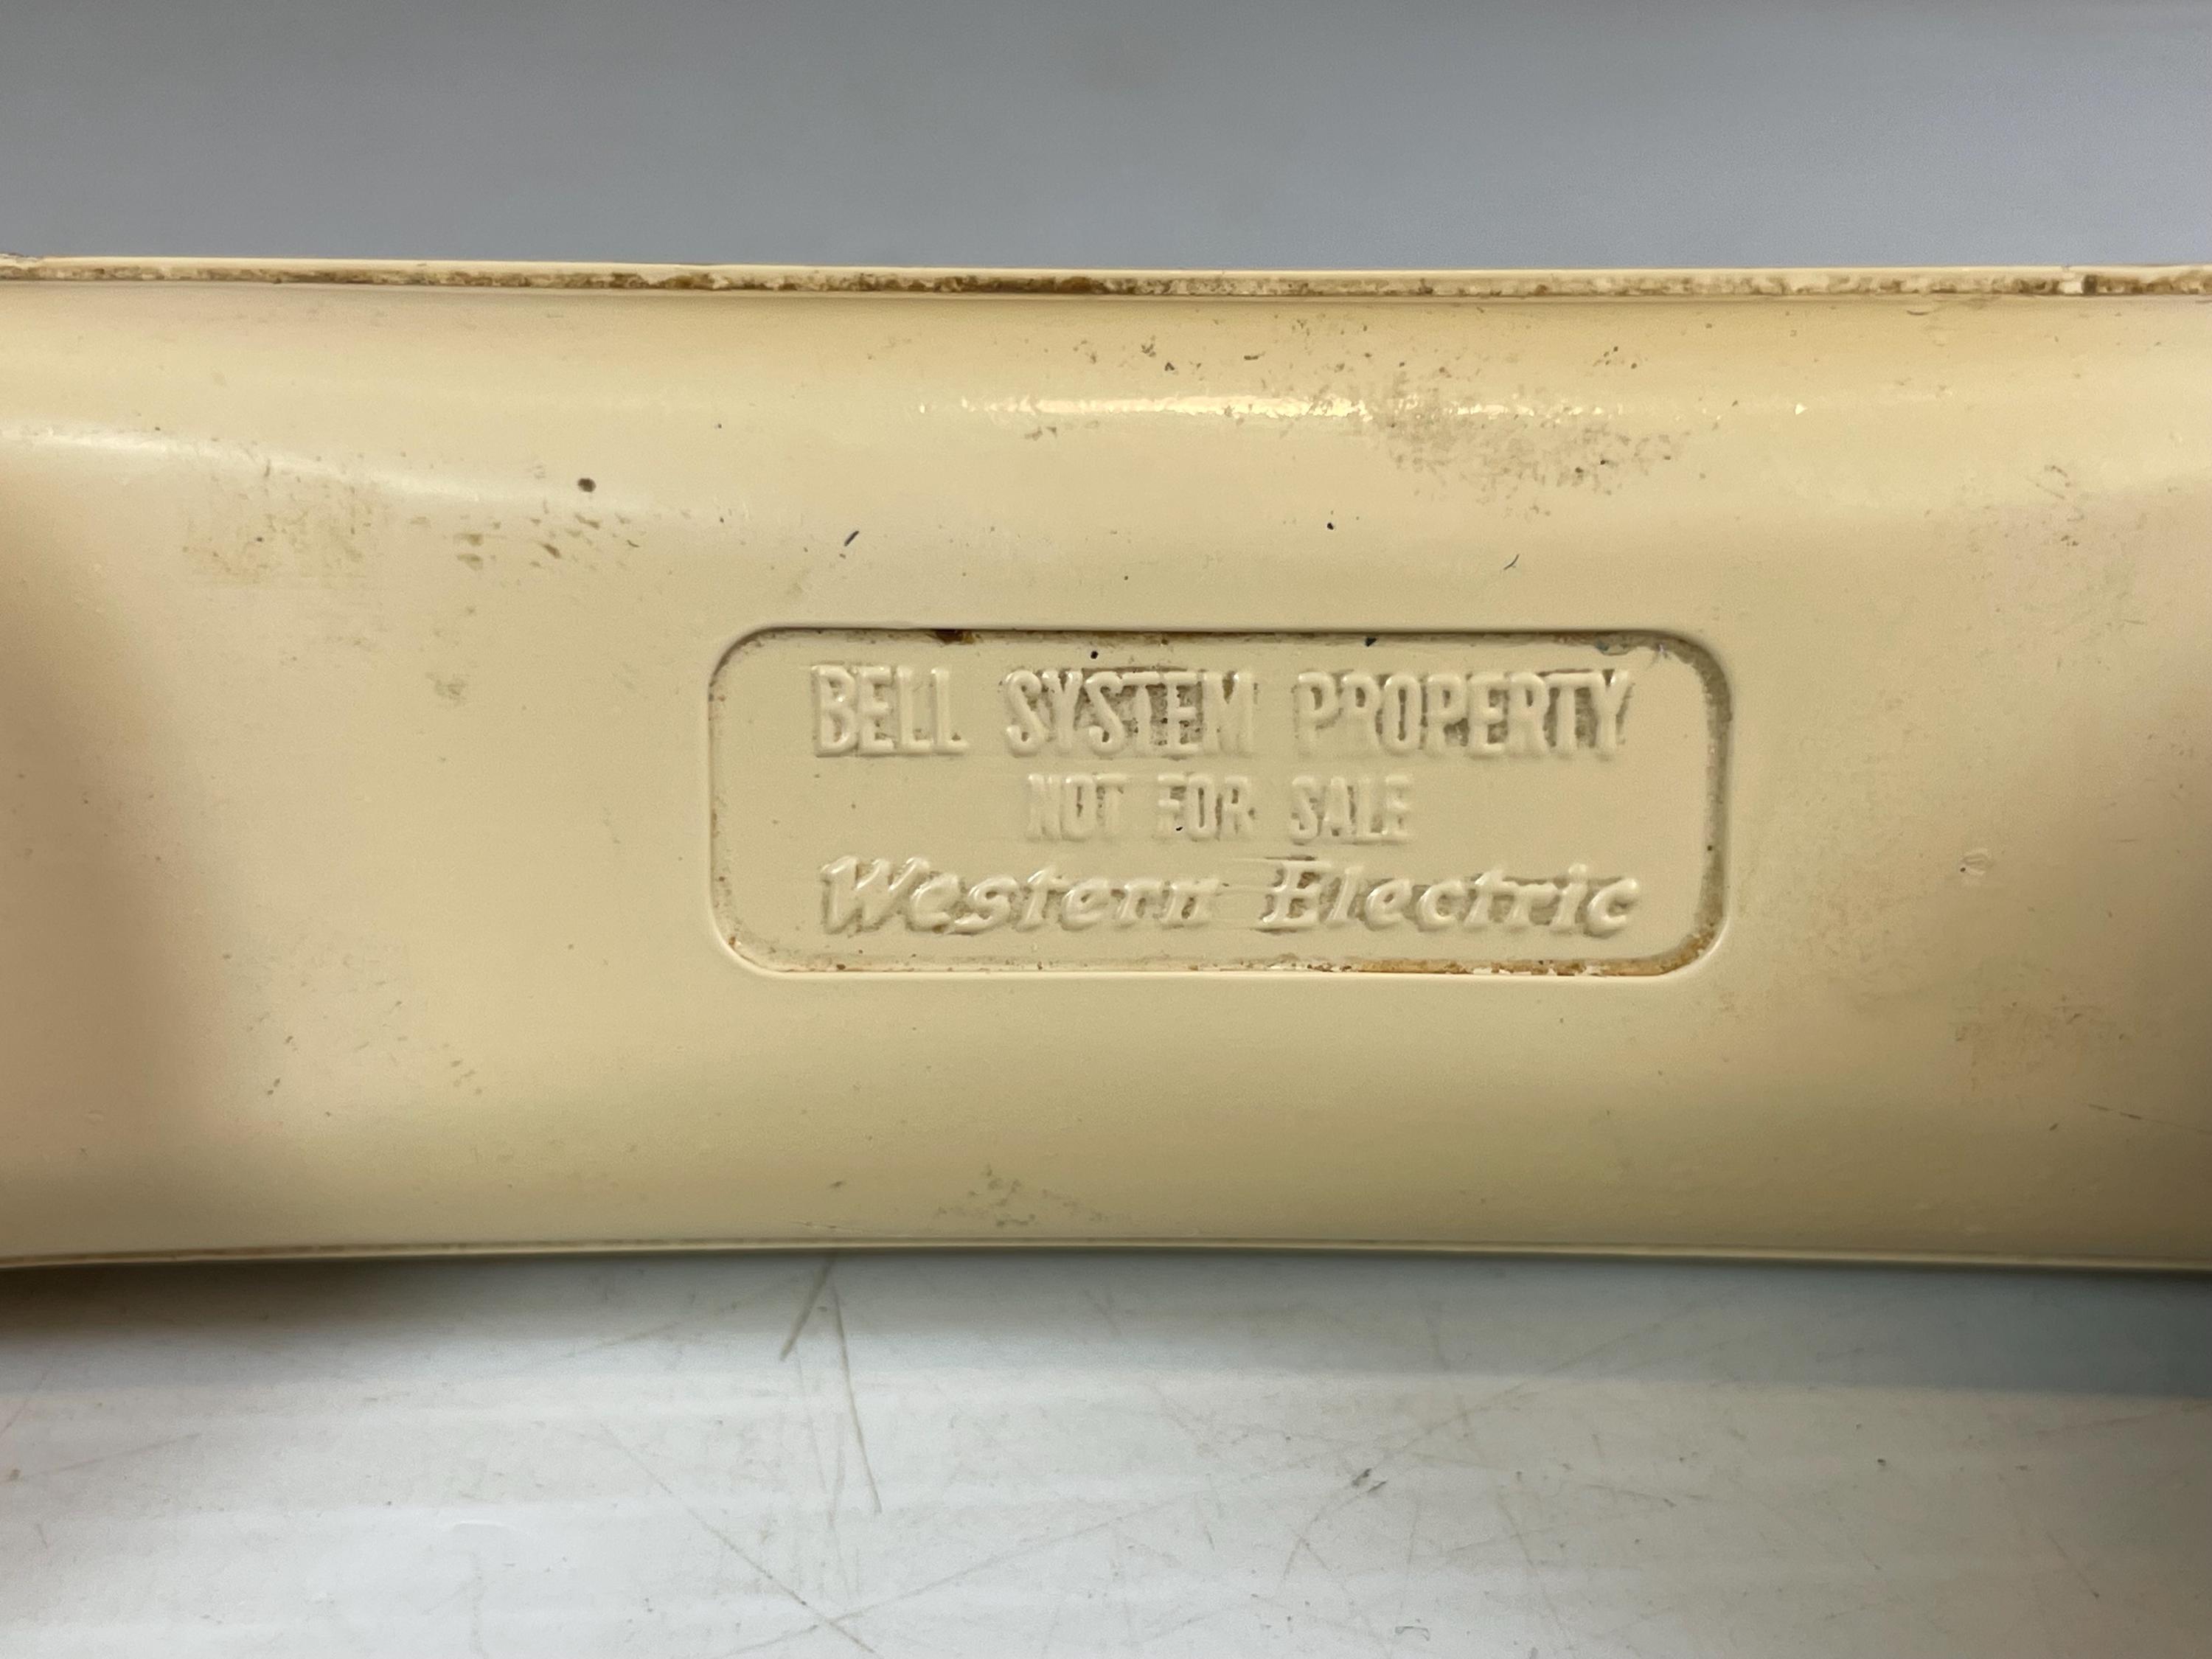 BELL SYSTEM PROPERTY
NOT FOR SALE
Western Electric